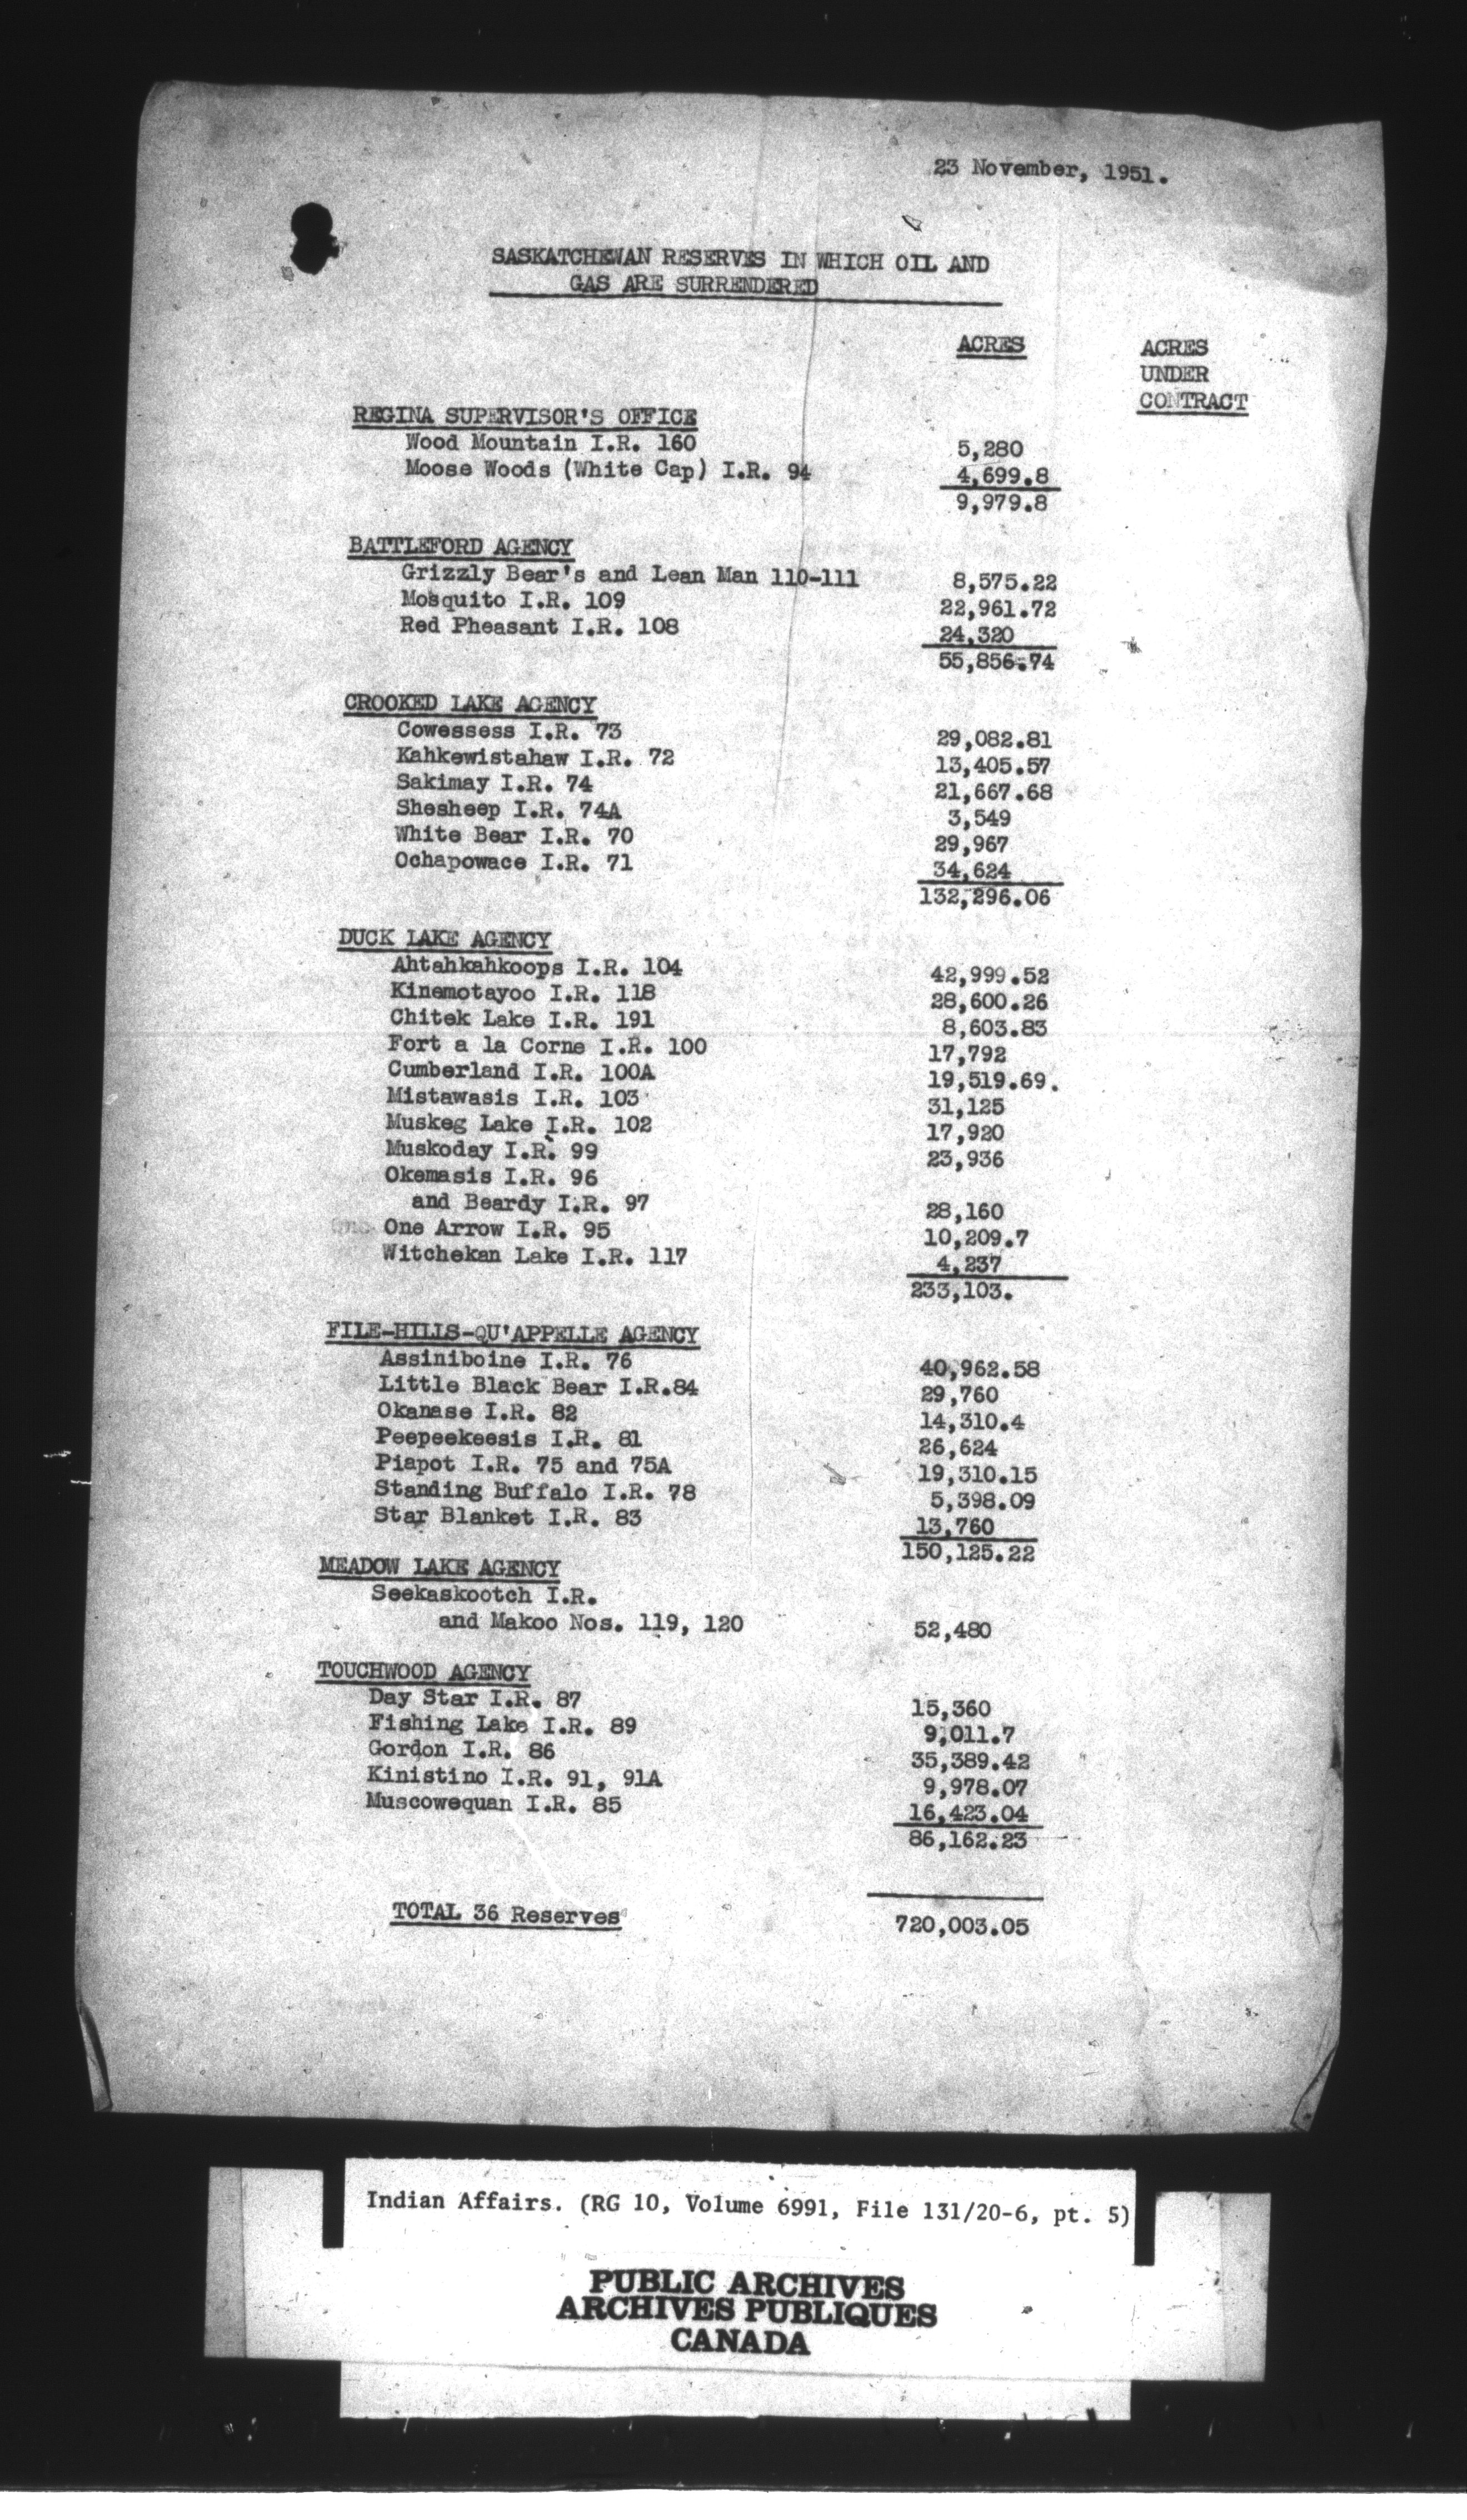 23 November, 1951.
SASKATCHEWAN RESERVES IN WHICH OIL AND
GAS ARE SURRENDERED
ACRES
ACRES
UNDER
CONTRACT
REGINA SUPERVISOR'S OFFICE
Wood Mountain I.R. 160 5,280
Moose Woods (White Cap) I.R. 94 4,699.8
9,979.8
BATTLEFORD AGENCY
Grizzly Bear's and Lean Man 110-111 8,575.22
Mosquito I.R. 109 22,961.72
Red Pheasant I.R. 108 24,320
55,856.74
CROOKED LAKE AGENCY
Cowessess I.R. 73 29,082.81
Kahkewistahaw I.R. 72 13,405.57
Sakimay I.R. 74 21,667.68
Shesheep I.R. 74A 3,549
White Bear I.R. 70 29,967
Ochapowace I.R. 71 34,624
132,296.06
DUCK LAKE AGENCY
Ahtahkahkoops I.R. 104 42,999.52
Kinemotayoo I.R. 118 28,600.26
Chitek Lake I.R. 191 8,603.83
Fort a la Corne I.R. 100 17,792
Cumberland I.R. 100A 19,519.69.
Mistawasis I.R. 103 31,125
Muskeg Lake I.R. 102 17,920
Muskoday I.R. 99 23,936
Okemasis I.R. 96
and Beardy I.R. 97 28,160
One Arrow I.R. 95 10,209.7
Witchekan Lake I.R. 117 4,237
233,103.
FILE-HILLS-QU'APPELLE AGENCY
Assiniboine I.R. 76 40,962.58
Little Black Bear I.R.84 29,760
Okanase I.R. 82 14,310.4
Peepeekeesis I.R. 81 26,624
Piapot I.R. 75 and 75A 19,310.15
Standing Buffalo I.R. 78 5,398.09
Star Blanket I.R. 83 13,760
150,125.22
MEADOW LAKE AGENCY
Seekaskootch I.R.
and Makoo Nos. 119, 120 52,480
TOUCHWOOD AGENCY
Day Star I.R. 87 15,360
Fishing Lake I.R. 89 9,011.7
Gordon I.R. 86 35,389.42
Kinistino I.R. 91, 91A 9,978.07
Muscowequan I.R. 85 16,423.04
86,162.23
TOTAL 36 Reserves 720,003.05
Indian Affairs. (RG 10, Volume 6991, File 131/20-6, pt. 5)
PUBLIC ARCHIVES
ARCHIVES PUBLIQUES
CANADA